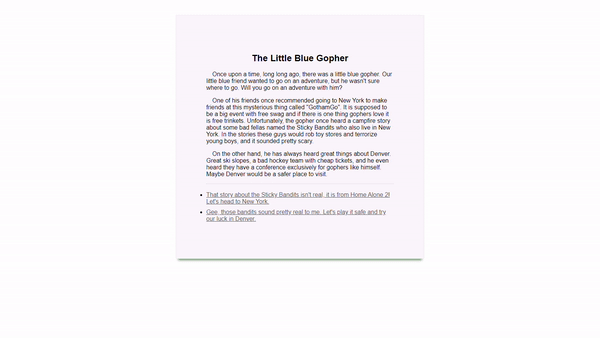 The Little Blue Gopher
Once upon a time, long long ago, there was a little blue gopher. Our
little blue friend wanted to go on an adventure, but he wasn't sure
where to go. Will you go on an adventure with him?
One of his friends once recommended going to New York to make
friends at this mysterious thing called "GothamGo". It is supposed to
be a big event with free swag and if there is one thing gophers love it
is free trinkets. Unfortunately, the gopher once heard a campfire story
about some bad fellas named the Sticky Bandits who also live in New
York. In the stories these guys would rob toy stores and terrorize
young boys, and it sounded pretty scary.
On the other hand, he has always heard great things about Denver.
Great ski slopes, a bad hockey team with cheap tickets, and he even
heard they have a conference exclusively for gophers like himself.
Maybe Denver would be a safer place to visit.
That story about the Sticky Bandits isn't real, it is from Home Alone 2!
Let's head to New York.
Gee, those bandits sound pretty real to me. Let's play it safe and try
our luck in Denver.